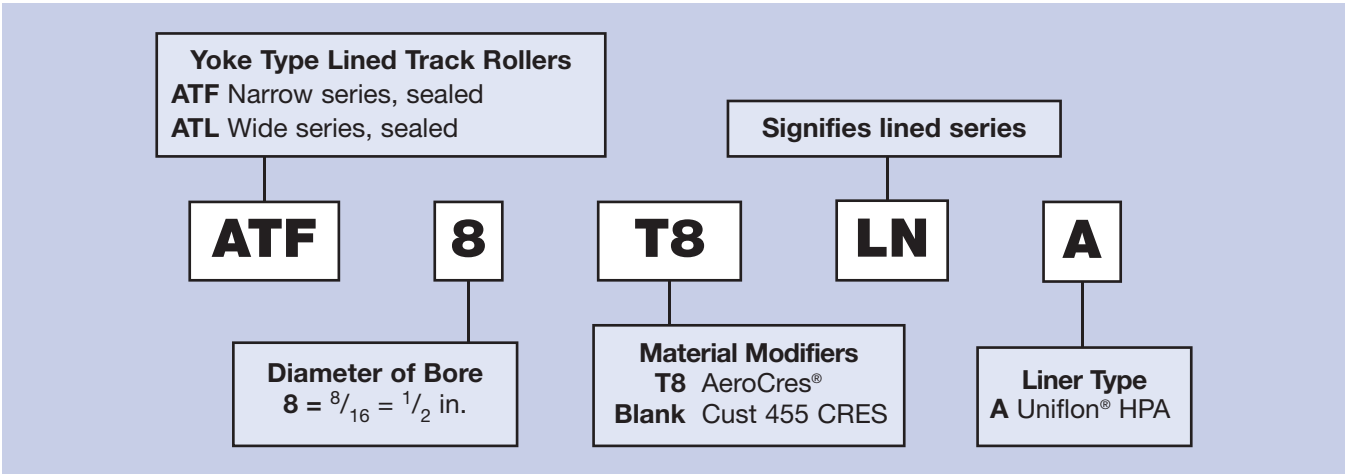 Yoke Type Lined Track Rollers
ATF Narrow series, sealed
ATL Wide series, sealed
Signifies lined series
ATF 8 T8 LN A
Diameter of Bore
8 = 8/16 = 1/2 in.
Material Modifiers
T8 AeroCres®
Blank Cust 455 CRES
Liner Type
A Uniflon® HPA